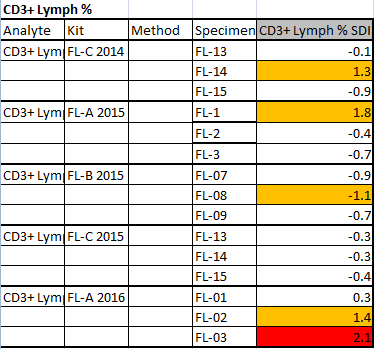 CD3+ Lymph %
Analyte Kit Method Specimen CD3+ Lymph % SDI
CD3+ Lym FL-C 2014 FL-13 -0.1
FL-14 1.3
FL-15 -0.9
CD3+ Lym FL-A 2015 FL-1 1.8
FL-2 -0.4
FL-3 -0.7
CD3+ Lym FL-B 2015 FL-07 -0.9
FL-08 -1.1
FL-09 -0.7
CD3+ Lym FL-C 2015 FL-13 -0.3
FL-14 -0.3
FL-15 -0.4
CD3+ Lym FL-A 2016 FL-01 0.3
FL-02 1.4
FL-03 2.1